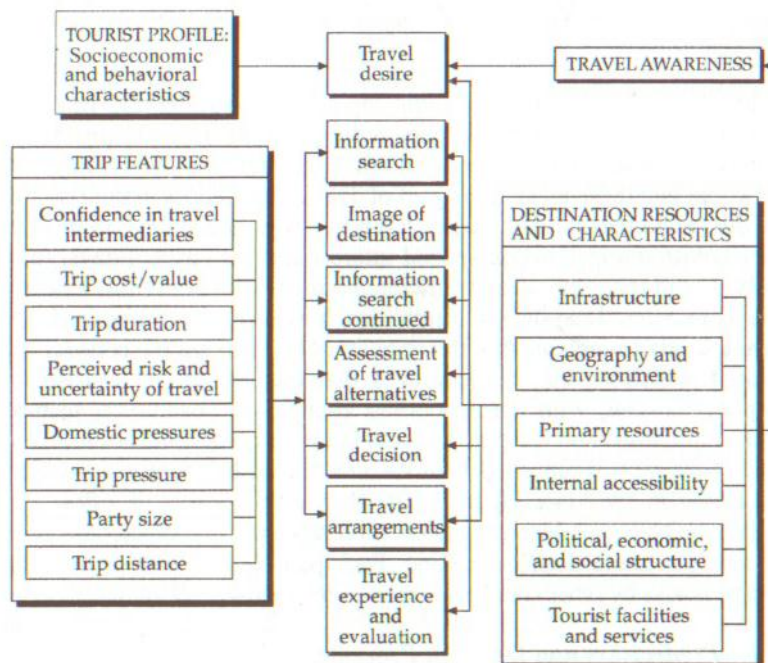 TOURIST PROFILE:
Socioeconomic
and behavioral
characteristics
Travel
desire
TRAVEL AWARENESS
TRIP FEATURES
Confidence in travel
intermediaries
Trip cost/value
Trip duration
Perceived risk and
uncertainty of travel
Domestic pressures
Trip pressure
Party size
Trip distance
Information
search
Image of
destination
Information
search
continued
Assessment
of travel
alternatives
Travel
decision
Travel
arrangements
Travel
experience
and
evaluation
DESTINATION RESOURCES
AND CHARACTERISTICS
Infrastructure
Geography and
environment
Primary resources
Internal accessibility
Political, economic,
and social structure
Tourist facilities
and services